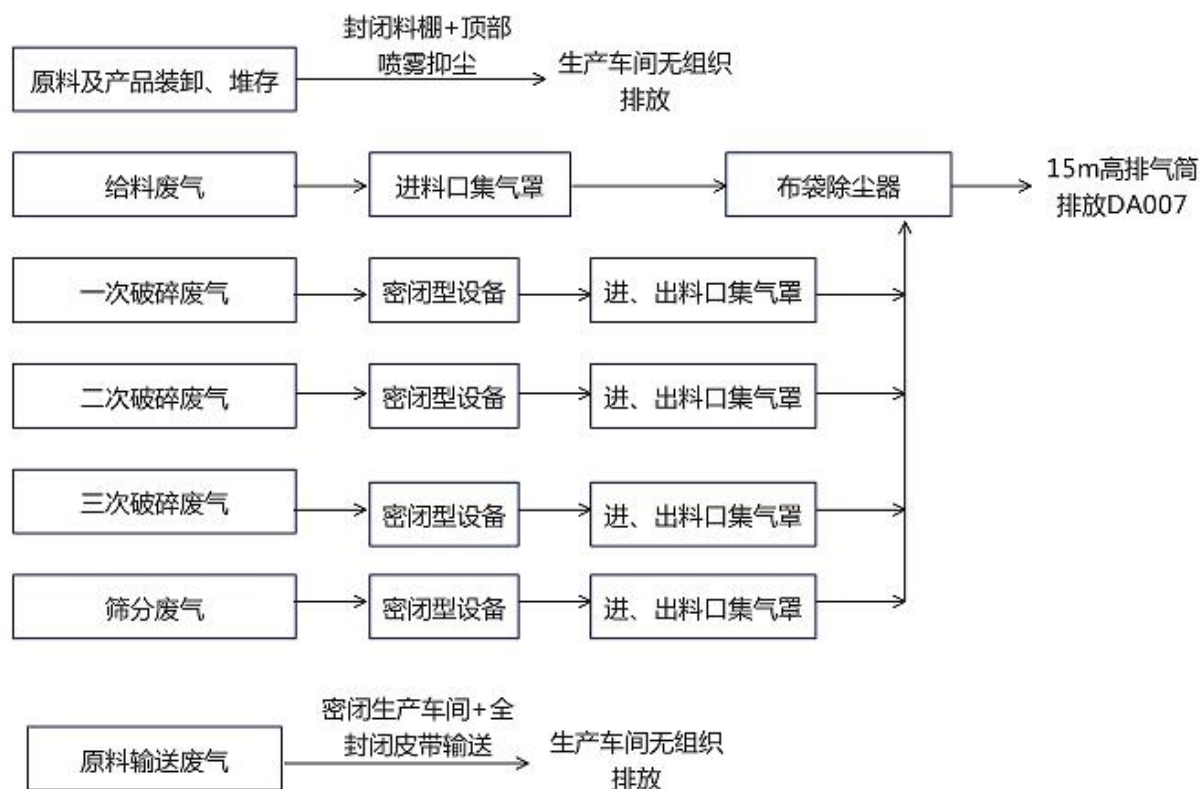 封闭料棚+顶部
喷雾抑尘
原料及产品装卸、堆存
生产车间无组织
排放
给料废气
进料口集气罩
布袋除尘器
15m高排气筒
排放DA007
一次破碎废气
密闭型设备
进、出料口集气罩
二次破碎废气
密闭型设备
进、出料口集气罩
三次破碎废气
密闭型设备
进、出料口集气罩
筛分废气
密闭型设备
进、出料口集气罩
密闭生产车间+全
封闭皮带输送
原料输送废气
生产车间无组织
排放